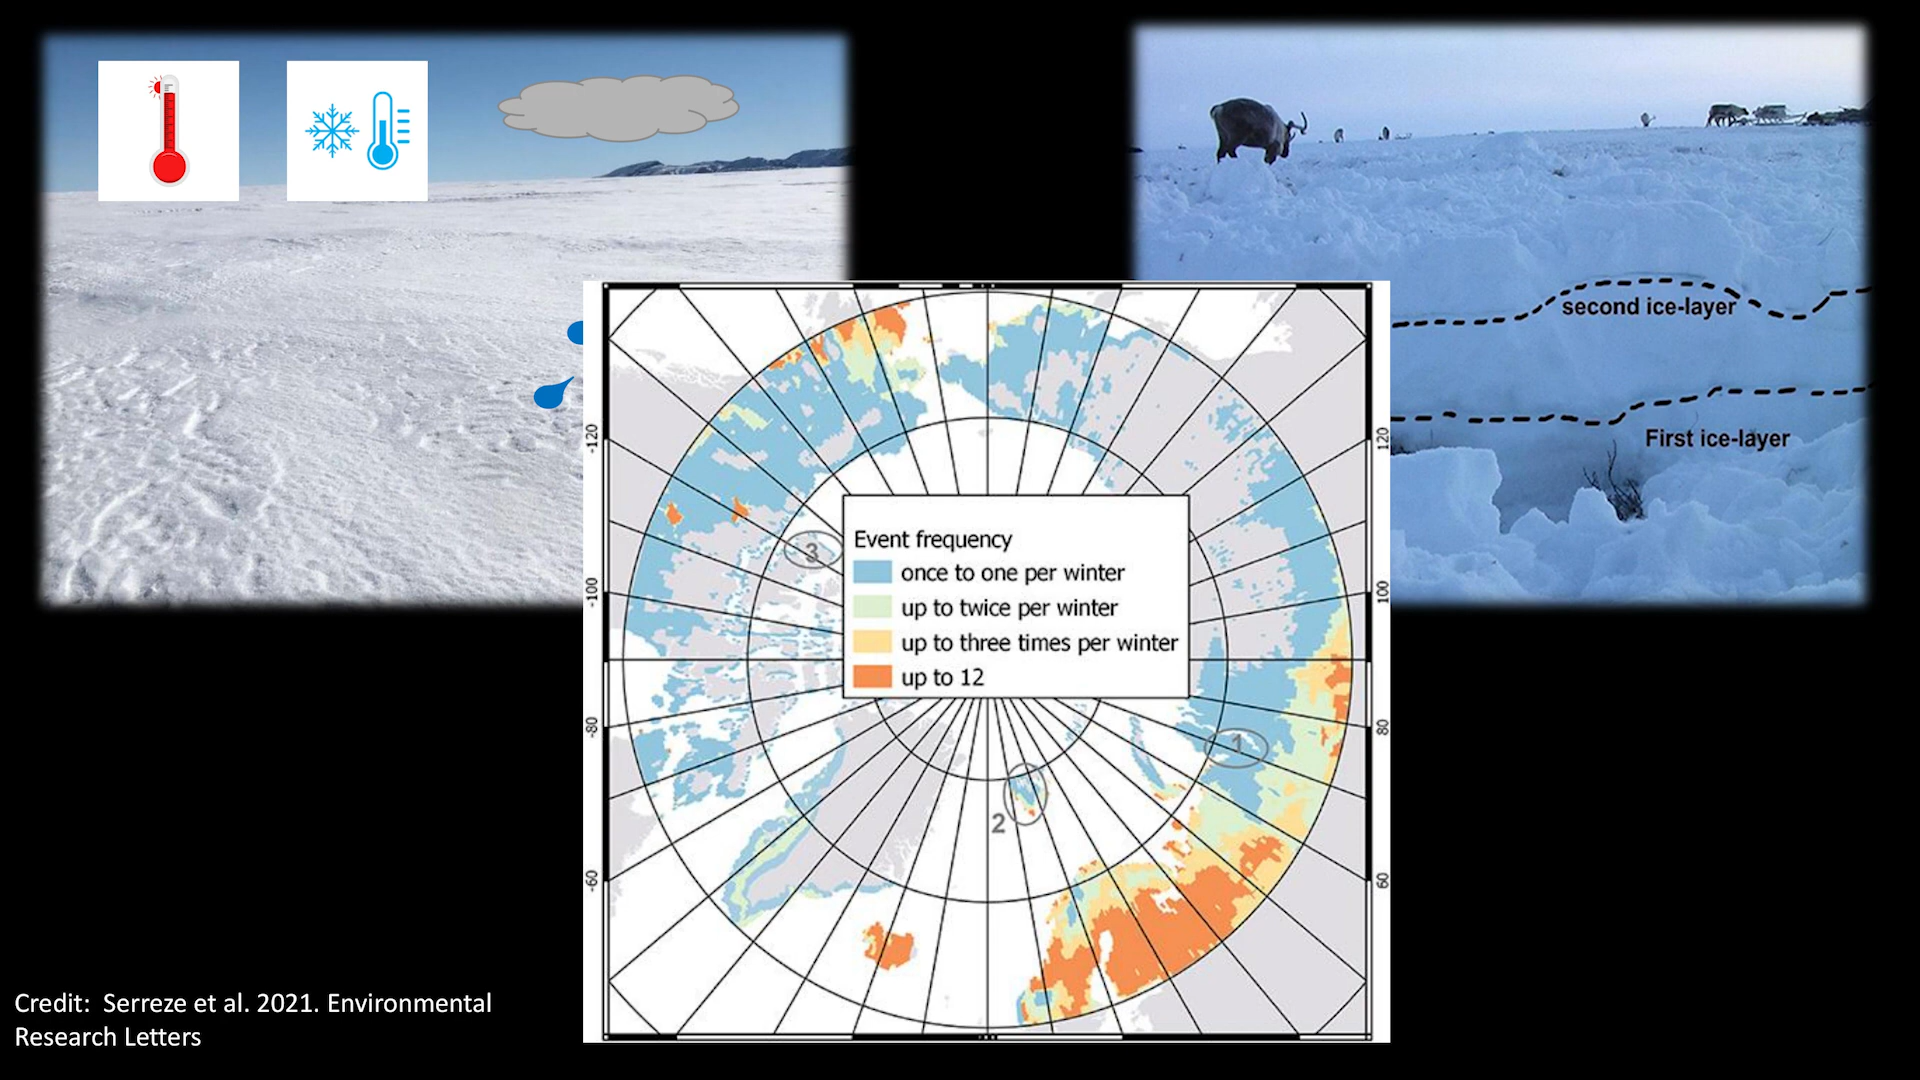 second ice-layer
First ice-layer
-120
-100
-80
-60
120
100
80
60
3
Event frequency
once to one per winter
up to twice per winter
up to three times per winter
up to 12
1
2
Credit: Serreze et al. 2021. Environmental
Research Letters